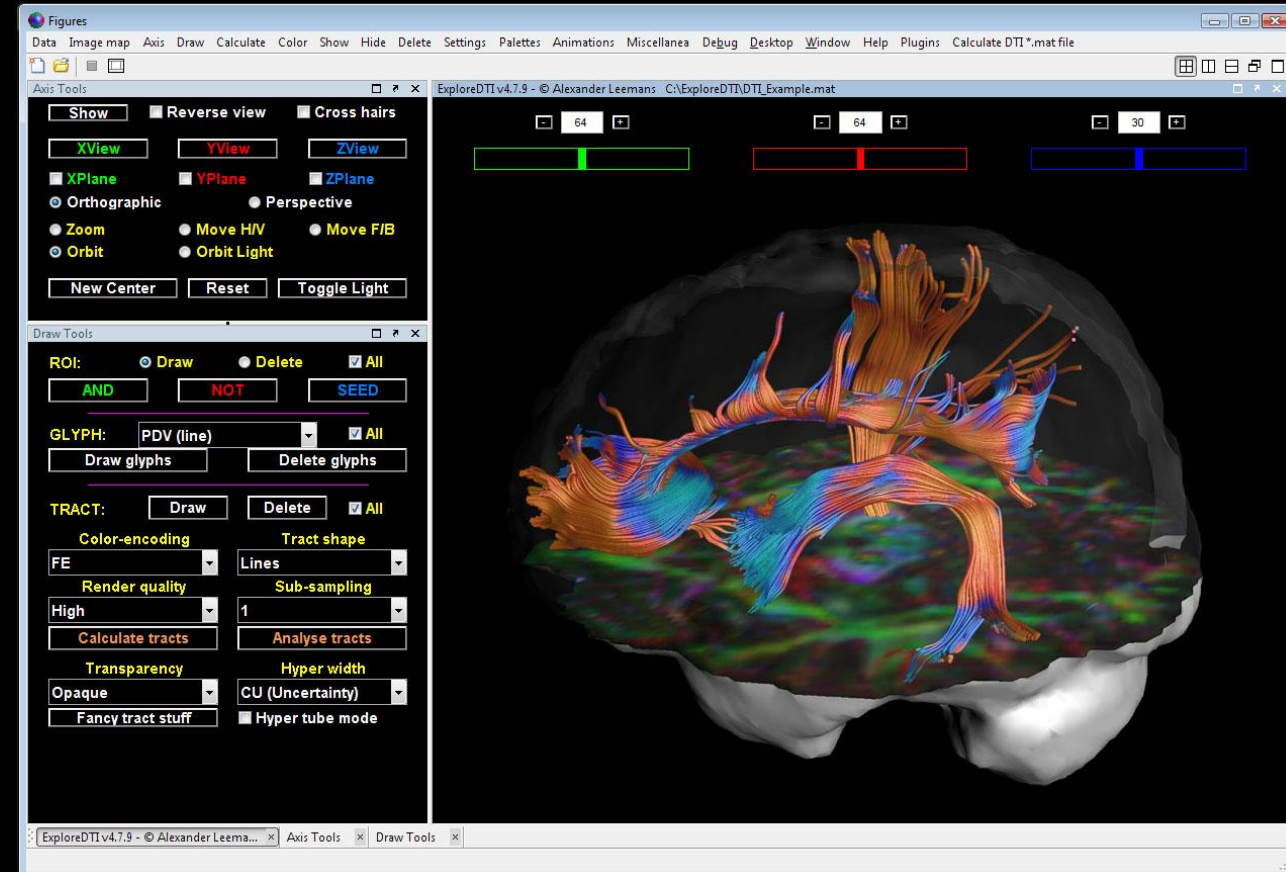 Figures
Data Image map Axis Draw Calculate Color Show Hide Delete Settings Palettes Animations Miscellanea Debug Desktop Window Help Plugins Calculate DTI *.mat file
Axis Tools
Show Reverse view Cross hairs
XView YView ZView
XPlane YPlane ZPlane
Orthographic Perspective
Zoom Move H/V Move F/B
Orbit Orbit Light
New Center Reset Toggle Light
Draw Tools
ROI: Draw Delete All
AND NOT SEED
GLYPH: PDV (line) All
Draw glyphs Delete glyphs
TRACT: Draw Delete All
Color-encoding Tract shape
FE Lines
Render quality Sub-sampling
High 1
Calculate tracts Analyse tracts
Transparency Hyper width
Opaque CU (Uncertainty)
Fancy tract stuff Hyper tube mode
ExploreDTI v4.7.9 - © Alexander Leemans C:\ExploreDTI\DTI_Example.mat
- 64 + - 64 + - 30 +
ExploreDTI v4.7.9 - © Alexander Leema... Axis Tools Draw Tools